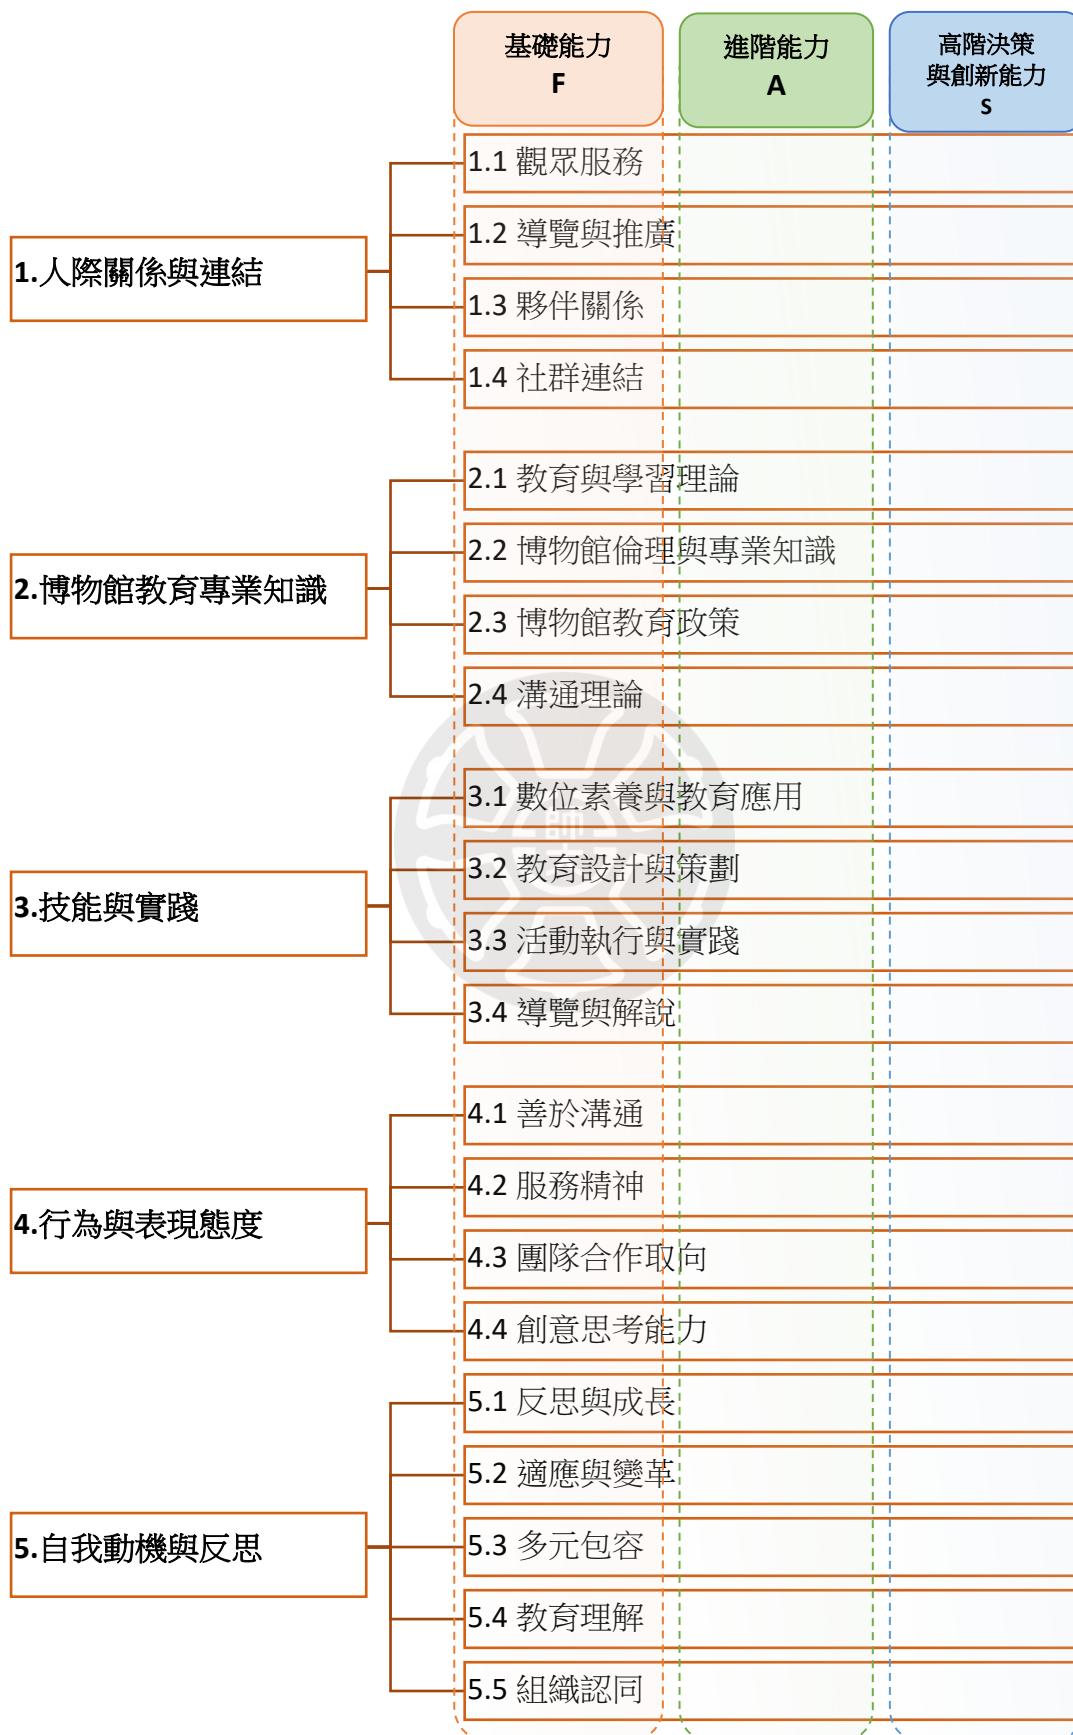 基礎能力
F
進階能力
A
高階決策
與創新能力
S
1.人際關係與連結
1.1 觀眾服務
1.2 導覽與推廣
1.3 夥伴關係
1.4 社群連結
2.博物館教育專業知識
2.1 教育與學習理論
2.2 博物館倫理與專業知識
2.3 博物館教育政策
2.4 溝通理論
3.技能與實踐
3.1 數位素養與教育應用
3.2 教育設計與策劃
3.3 活動執行與實踐
3.4 導覽與解說
師
4.行為與表現態度
4.1 善於溝通
4.2 服務精神
4.3 團隊合作取向
4.4 創意思考能力
5.自我動機與反思
5.1 反思與成長
5.2 適應與變革
5.3 多元包容
5.4 教育理解
5.5 組織認同